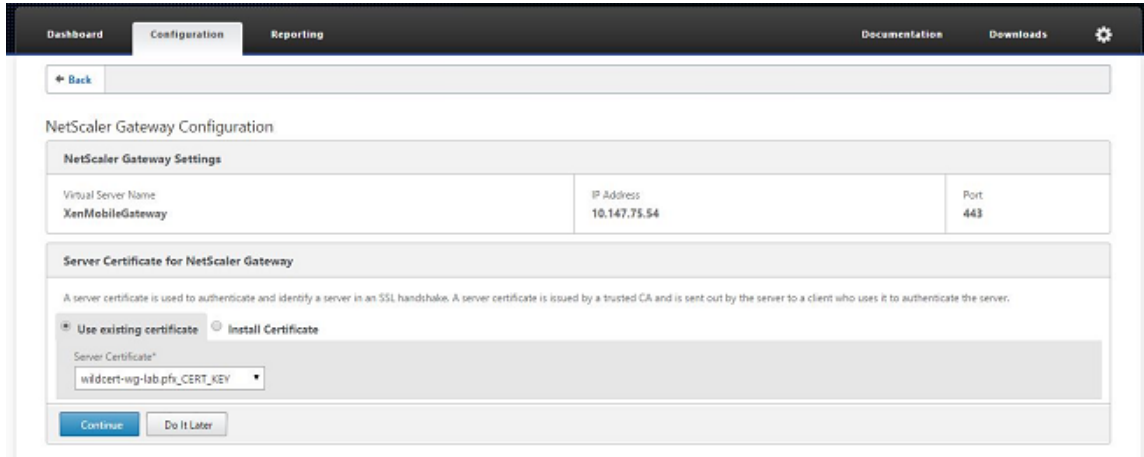 Dashboard Configuration Reporting Documentation Downloads
Back
NetScaler Gateway Configuration
NetScaler Gateway Settings
Virtual Server Name IP Address Port
XenMobileGateway 10.147.75.54 443
Server Certificate for NetScaler Gateway
A server certificate is used to authenticate and identify a server in an SSL handshake. A server certificate is issued by a trusted CA and is sent out by the server to a client who uses it to authenticate the server.
Use existing certificate Install Certificate
Server Certificate*
wildcert-wg-lab.pfx_CERT_KEY
Continue Do It Later